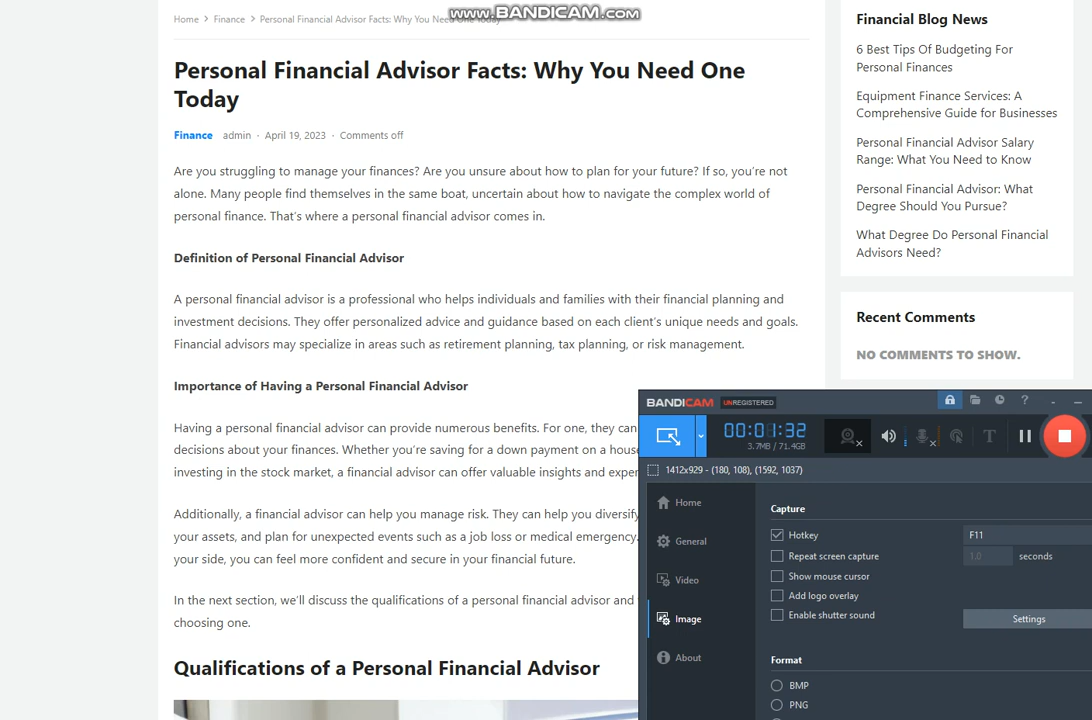 Home > Finance > Personal Financial Advisor Facts: Why You Need One Today
www.BANDICAM.com
Personal Financial Advisor Facts: Why You Need One
Today
Finance admin · April 19, 2023 · Comments off
Are you struggling to manage your finances? Are you unsure about how to plan for your future? If so, you're not
alone. Many people find themselves in the same boat, uncertain about how to navigate the complex world of
personal finance. That's where a personal financial advisor comes in.
Definition of Personal Financial Advisor
A personal financial advisor is a professional who helps individuals and families with their financial planning and
investment decisions. They offer personalized advice and guidance based on each client's unique needs and goals.
Financial advisors may specialize in areas such as retirement planning, tax planning, or risk management.
Importance of Having a Personal Financial Advisor
Having a personal financial advisor can provide numerous benefits. For one, they can
decisions about your finances. Whether you're saving for a down payment on a house
investing in the stock market, a financial advisor can offer valuable insights and exper
Additionally, a financial advisor can help you manage risk. They can help you diversify
your assets, and plan for unexpected events such as a job loss or medical emergency.
your side, you can feel more confident and secure in your financial future.
In the next section, we'll discuss the qualifications of a personal financial advisor and
choosing one.
Qualifications of a Personal Financial Advisor
Financial Blog News
6 Best Tips Of Budgeting For
Personal Finances
Equipment Finance Services: A
Comprehensive Guide for Businesses
Personal Financial Advisor Salary
Range: What You Need to Know
Personal Financial Advisor: What
Degree Should You Pursue?
What Degree Do Personal Financial
Advisors Need?
Recent Comments
NO COMMENTS TO SHOW.
BANDICAM UNREGISTERED
00:01:32
3.7MB / 71.4GB
1412x929 - (180, 108), (1592, 1037)
Home
General
Video
Image
About
Capture
Hotkey F11
Repeat screen capture 1.0 seconds
Show mouse cursor
Add logo overlay
Enable shutter sound
Settings
Format
BMP
PNG